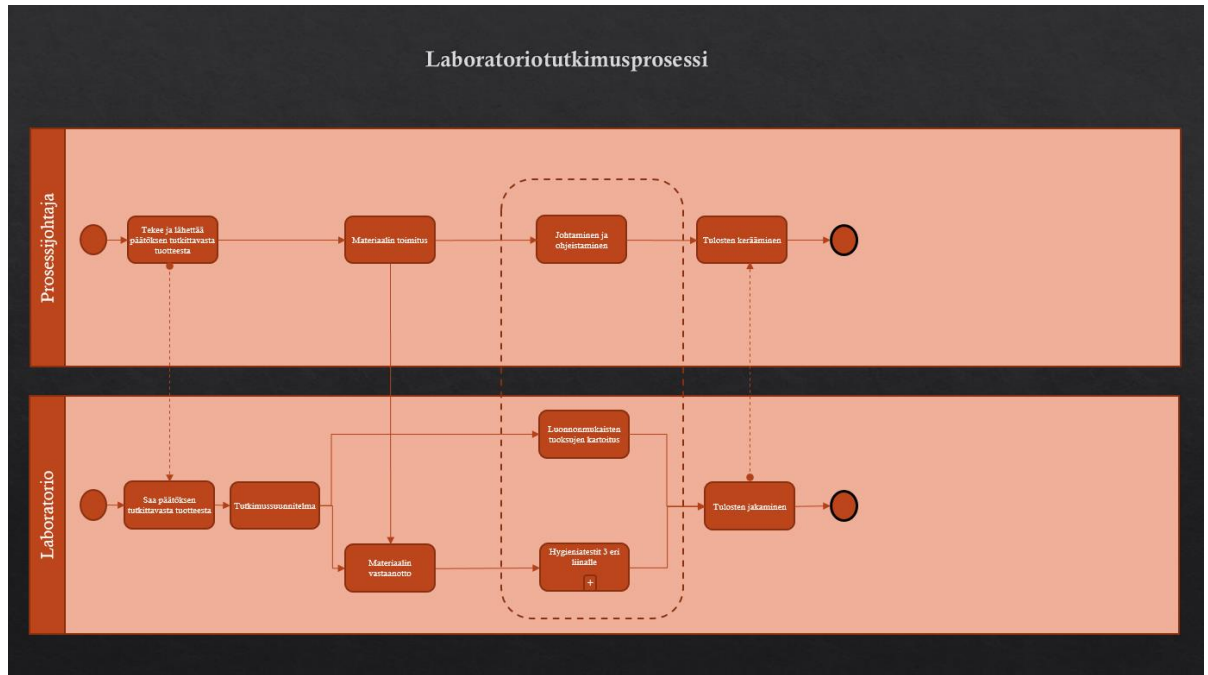 Laboratoriotutkimusprosessi
Prosessijohtaja
Tekee ja lähettää
päätöksen tutkittavasta
tuotteesta
Materiaalin toimitus
Johtaminen ja
ohjeistaminen
Tulosten kerääminen
Laboratorio
Saa päätöksen
tutkittavasta tuotteesta
Tutkimussuunnitelma
Luonnonmukaisten
tuoksujen kartoitus
Materiaalin
vastaanotto
Hygieniatestit 3 eri
liinalle
+
Tulosten jakaminen